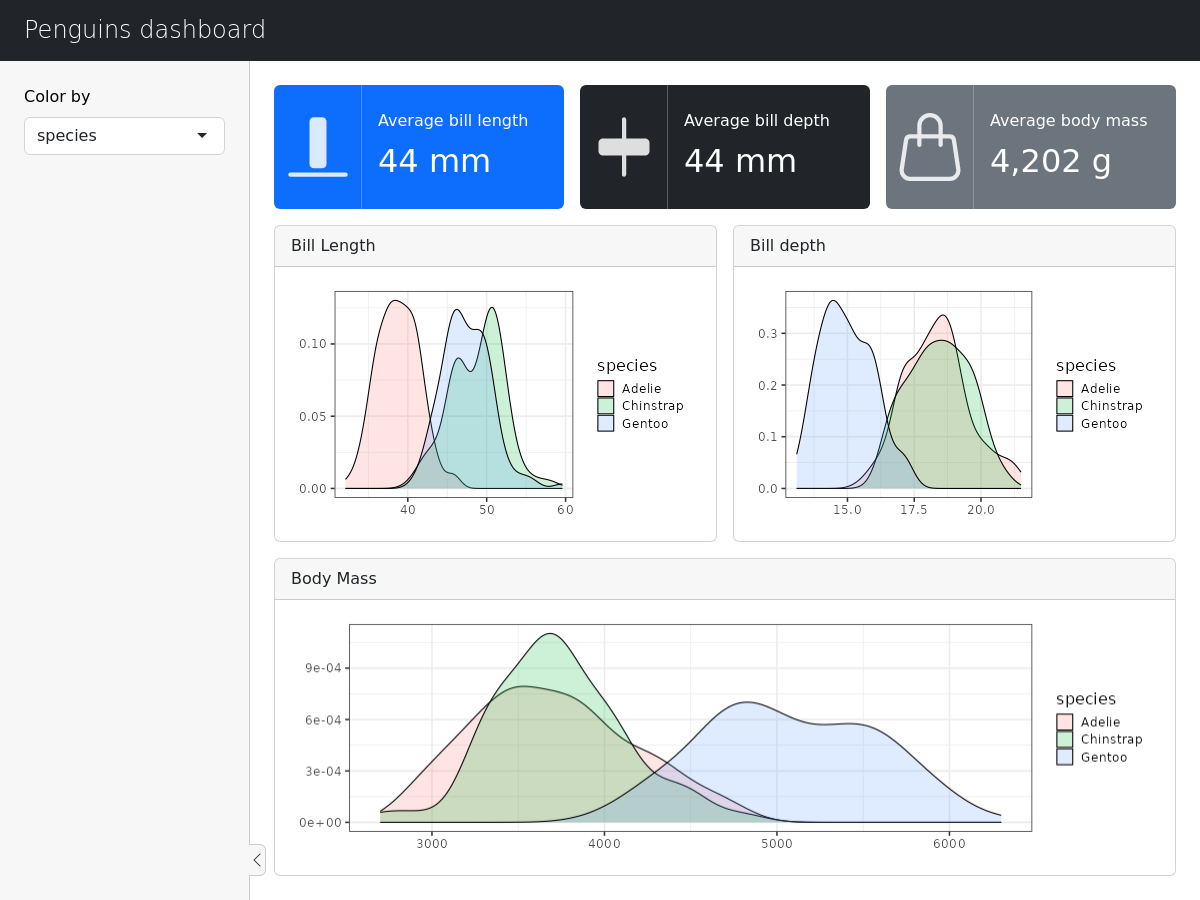 Penguins dashboard
Color by
species
Average bill length
44 mm
Average bill depth
44 mm
Average body mass
4,202 g
Bill Length
0.10
0.05
0.00
40 50 60
species
Adelie
Chinstrap
Gentoo
Bill depth
0.3
0.2
0.1
0.0
15.0 17.5 20.0
species
Adelie
Chinstrap
Gentoo
Body Mass
9e-04
6e-04
3e-04
0e+00
3000 4000 5000 6000
species
Adelie
Chinstrap
Gentoo